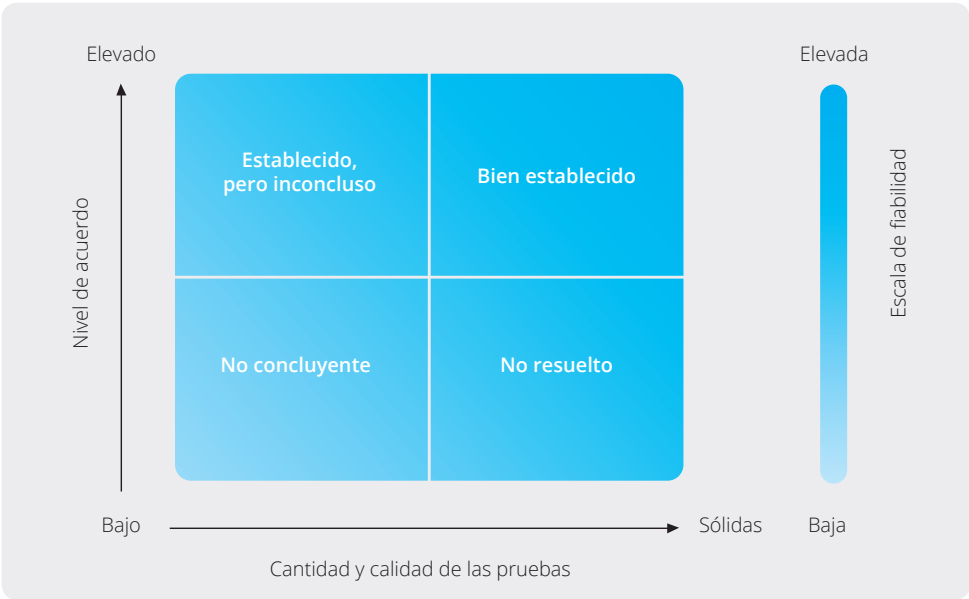 Elevado
Elevada
Establecido,
pero inconcluso
Bien establecido
Nivel de acuerdo
Escala de fiabilidad
No concluyente
No resuelto
Bajo
Sólidas
Baja
Cantidad y calidad de las pruebas